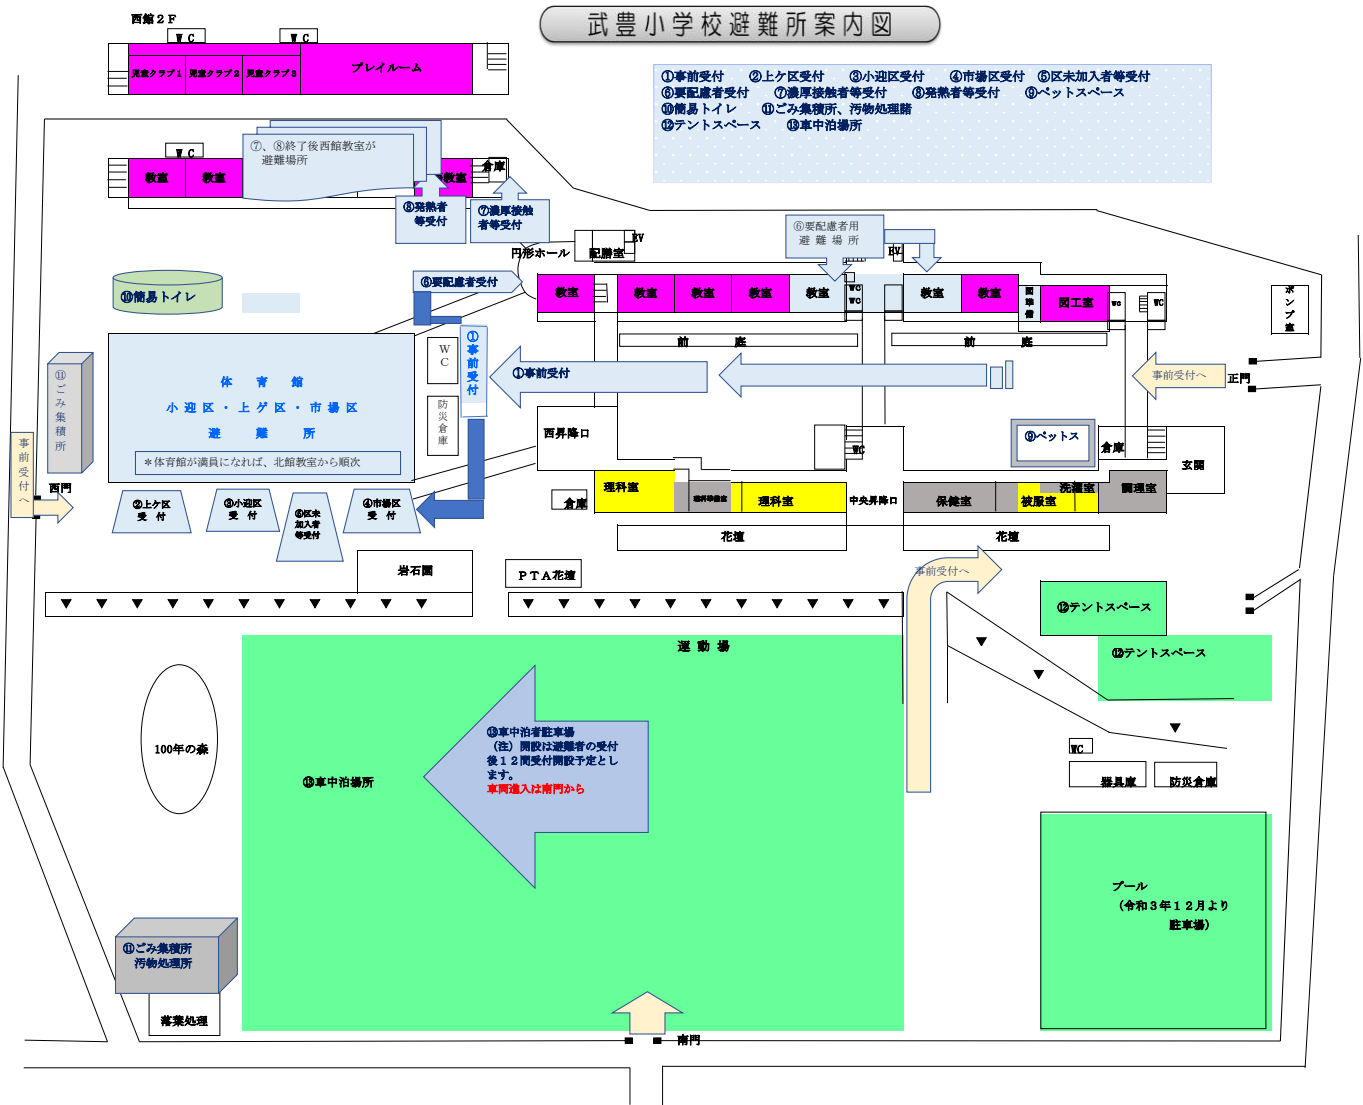 西館２Ｆ
武豊小学校避難所案内図
ＷＣ
ＷＣ
児童クラブ１
児童クラブ２
児童クラブ３
プレイルーム
①事前受付　②上ケ区受付　③小迎区受付　④市場区受付　⑤区未加入者等受付
⑥要配慮者受付　⑦濃厚接触者等受付　⑧発熱者等受付　⑨ペットスペース
⑩簡易トイレ　⑪ごみ集積所、汚物処理諸
⑫テントスペース　⑬車中泊場所
ＷＣ
⑦、⑧終了後西館教室が
避難場所
教室
教室
教室
倉庫
⑧発熱者
等受付
⑦濃厚接触
者等受付
⑥要配慮者用
避難場所
円形ホール
配膳室
EV
EV
⑥要配慮者受付
⑩簡易トイレ
教室
教室
教室
教室
教室
WC
WC
教室
教室
図準備
図工室
WC
WC
ポンプ室
前　庭
前　庭
体　育　館
小迎区・上ゲ区・市場区
避　難　所
＊体育館が満員になれば、北館教室から順次
ＷＣ
防災倉庫
①事前受付
①事前受付
事前受付へ
正門
⑪ごみ集積所
事前受付へ
西門
西昇降口
WC
⑨ペットス
倉庫
玄関
②上ケ区
受　付
③小迎区
受　付
⑤区未
加入者
等受付
④市場区
受　付
倉庫
理科室
理科準備室
理科室
中央昇降口
保健室
被服室
洗濯室
調理室
花壇
花壇
岩石園
ＰＴＡ花壇
事前受付へ
⑫テントスペース
⑫テントスペース
運動場
100年の森
⑬車中泊場所
⑬車中泊者駐車場
（注）開設は避難者の受付
後１２間受付開設予定とし
ます。
車両進入は南門から
WC
器具庫
防災倉庫
プール
（令和３年１２月より
駐車場）
⑪ごみ集積所
汚物処理所
落葉処理
南門